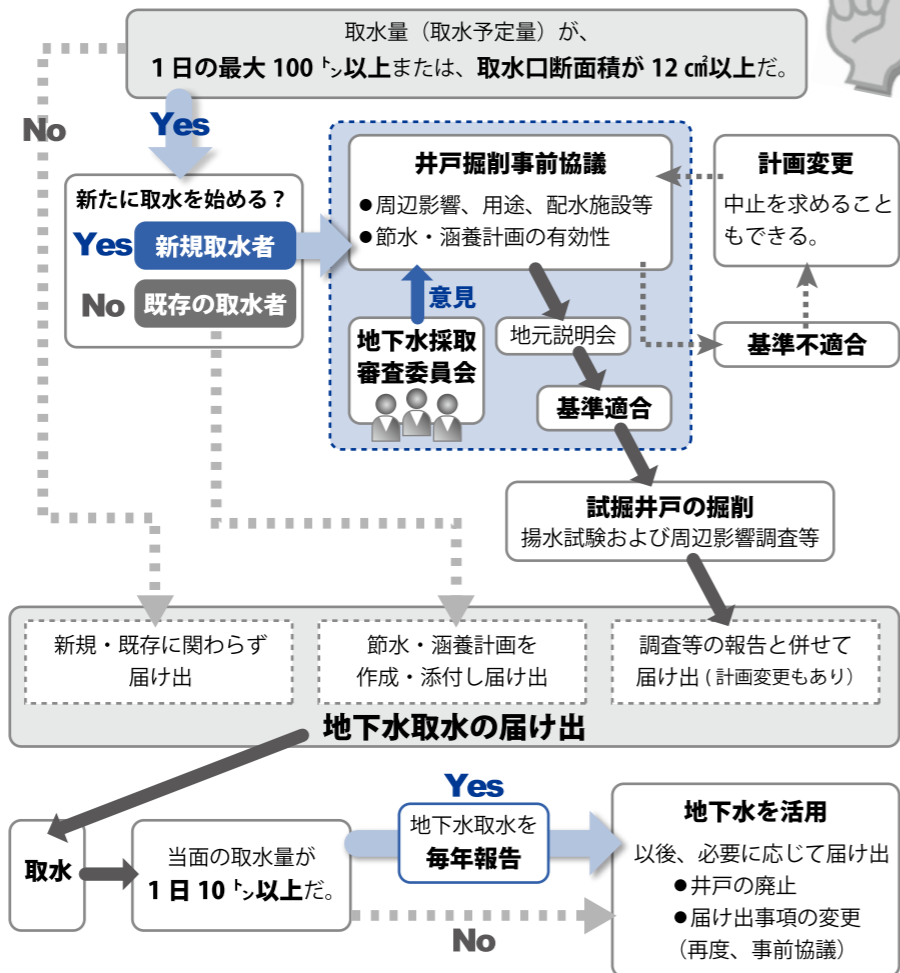 取水量（取水予定量）が、
1日の最大 100 ㌧以上または、取水口断面積が 12 ㎠以上だ。
No
Yes
新たに取水を始める？
Yes 新規取水者
No 既存の取水者
井戸掘削事前協議
●周辺影響、用途、配水施設等
●節水・涵養計画の有効性
計画変更
中止を求めること
もできる。
意見
地下水採取
審査委員会
地元説明会
基準適合
基準不適合
試掘井戸の掘削
揚水試験および周辺影響調査等
新規・既存に関わらず
届け出
節水・涵養計画を
作成・添付し届け出
調査等の報告と併せて
届け出 ( 計画変更もあり）
地下水取水の届け出
取水
当面の取水量が
1日 10 ㌧以上だ。
Yes
地下水取水を
毎年報告
No
地下水を活用
以後、必要に応じて届け出
●井戸の廃止
●届け出事項の変更
（再度、事前協議）